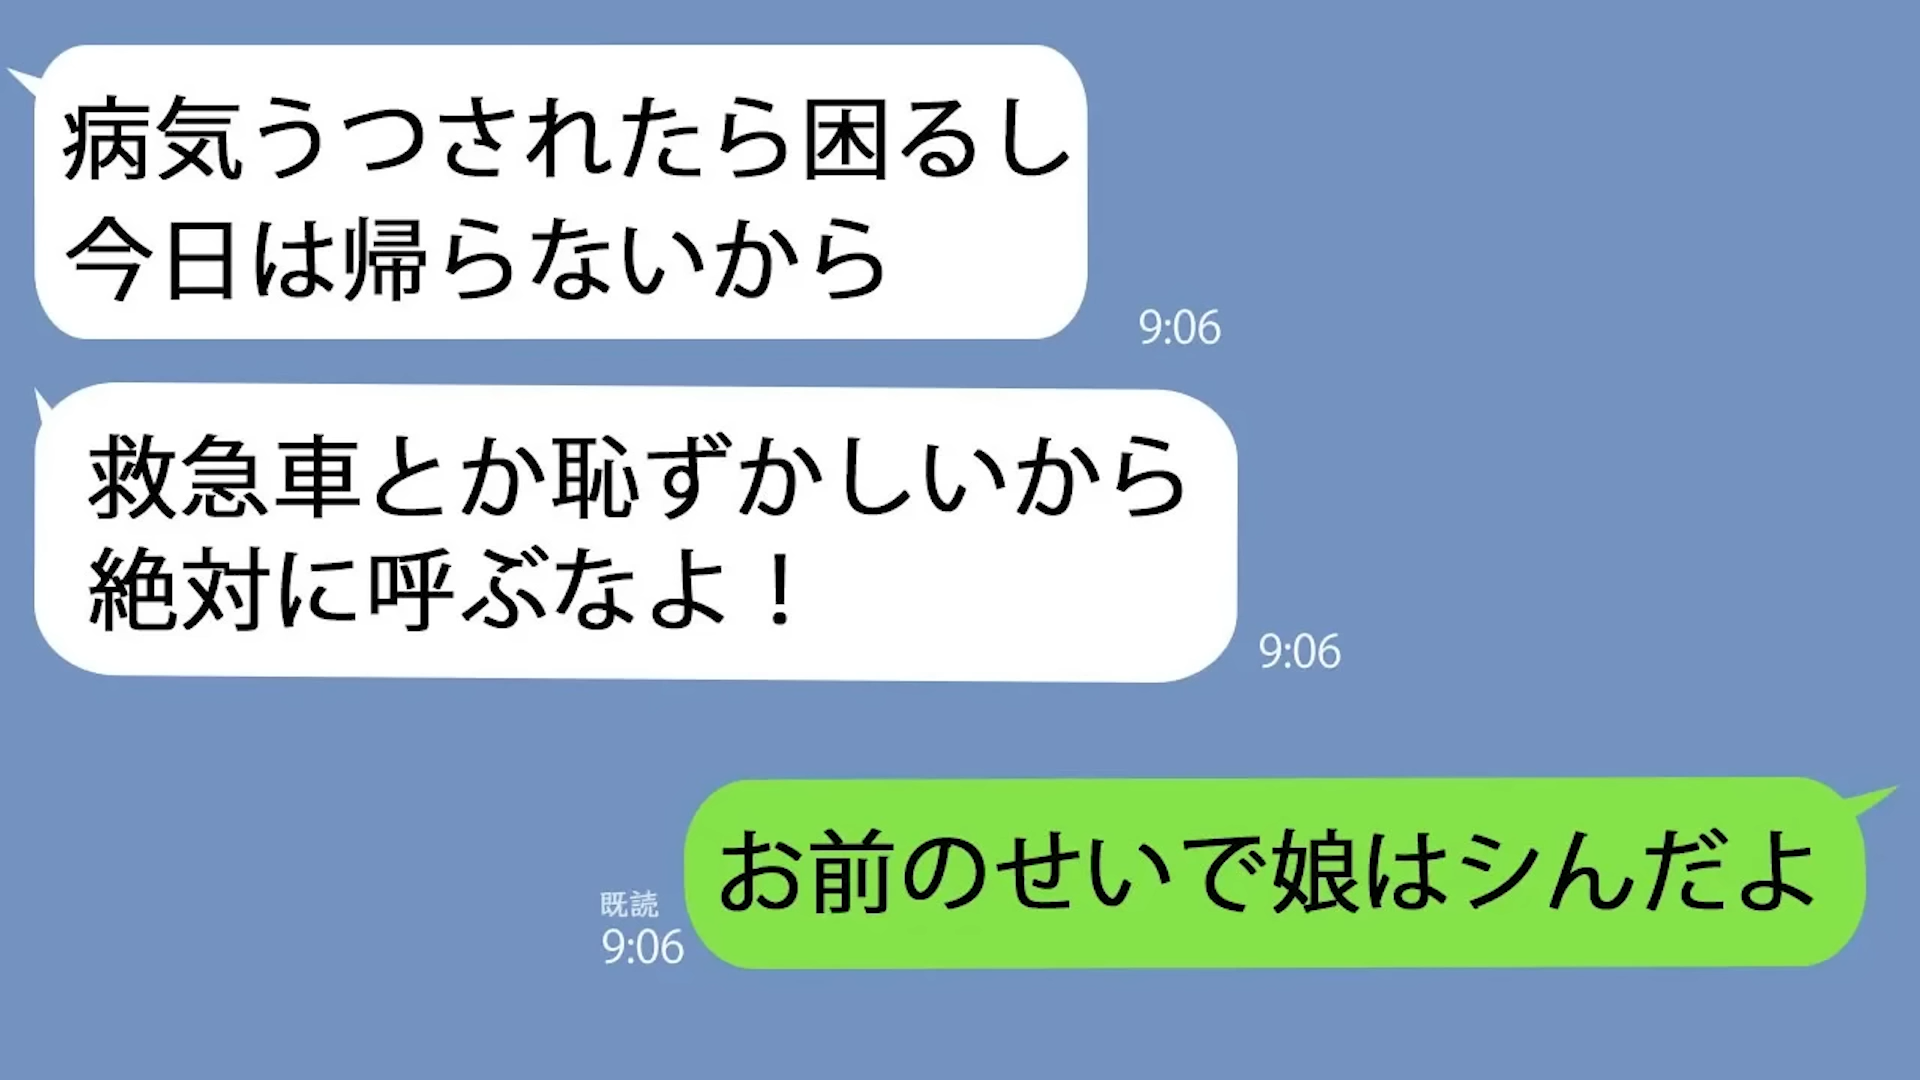 病気うつされたら困るし
今日は帰らないから
9:06
救急車とか恥ずかしいから
絶対に呼ぶなよ！
9:06
お前のせいで娘はシんだよ
既読
9:06